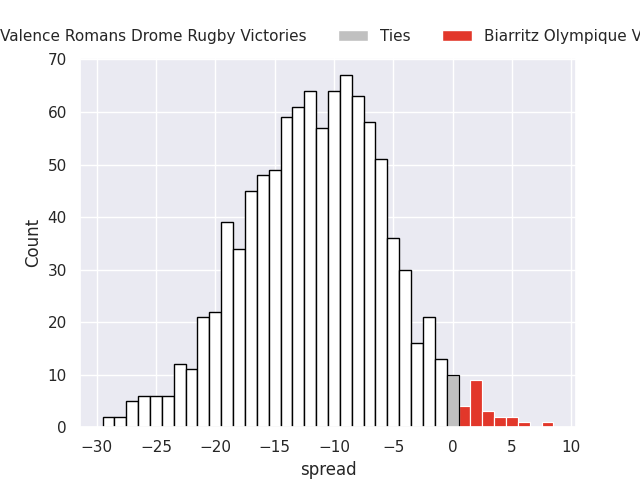 Valence Romans Drome Rugby Victories Ties Biarritz Olympique V
70
60
50
40
30
20
10
0
Count
−30 −25 −20 −15 −10 −5 0 5 10
spread